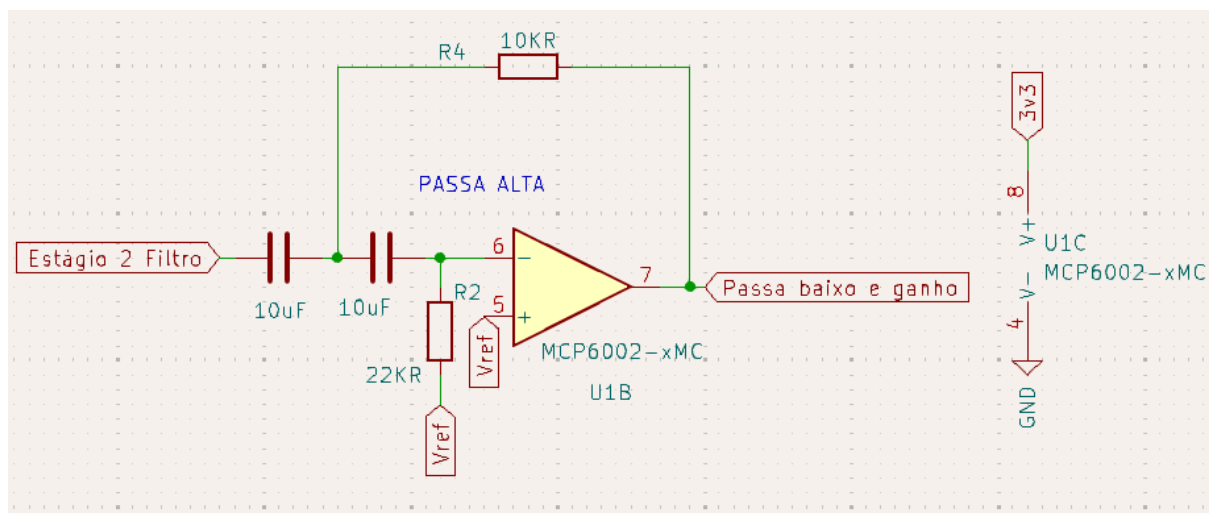 R4
10KR
PASSA ALTA
Estágio 2 Filtro
10uF
10uF
6
-
5
+
7
R2
22KR
Vref
Vref
MCP6002-xMC
U1B
Passa baixo e ganho
3v3
8
V+
V-
4
U1C
MCP6002-xMC
GND